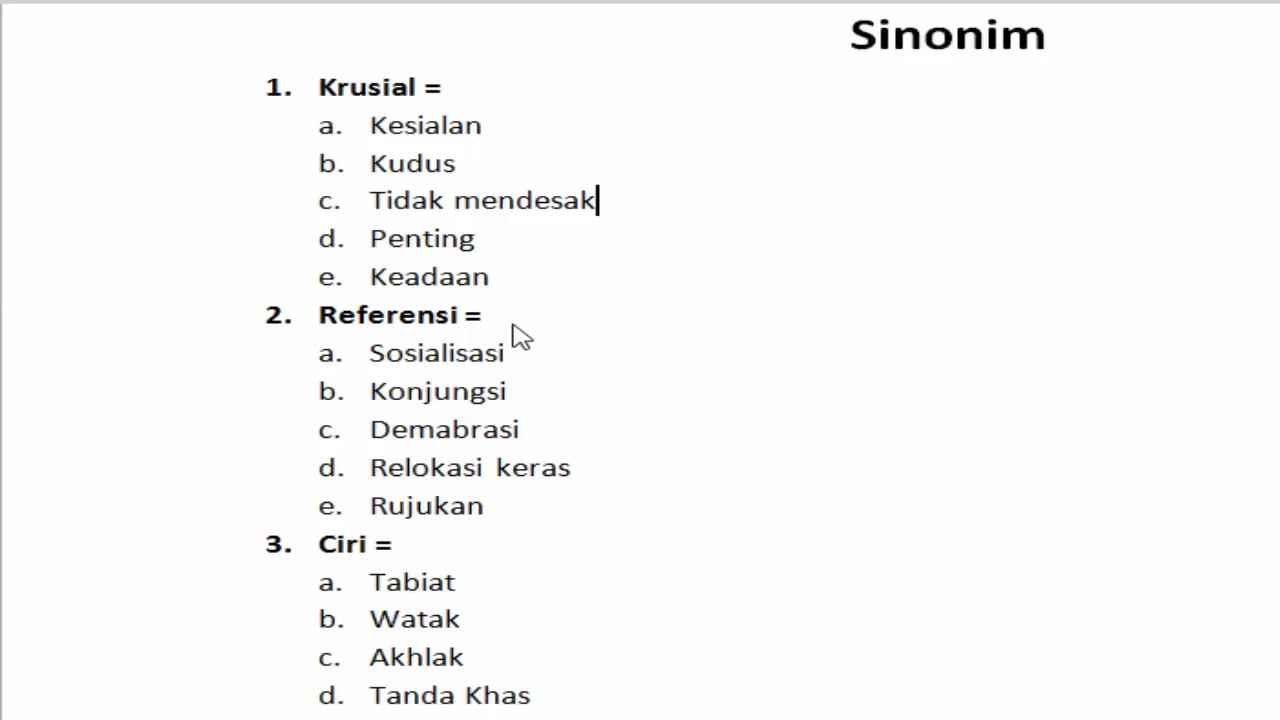 Sinonim
1. Krusial =
a. Kesialan
b. Kudus
c. Tidak mendesak
d. Penting
e. Keadaan
2. Referensi =
a. Sosialisasi
b. Konjungsi
c. Demabrasi
d. Relokasi keras
e. Rujukan
3. Ciri =
a. Tabiat
b. Watak
c. Akhlak
d. Tanda Khas